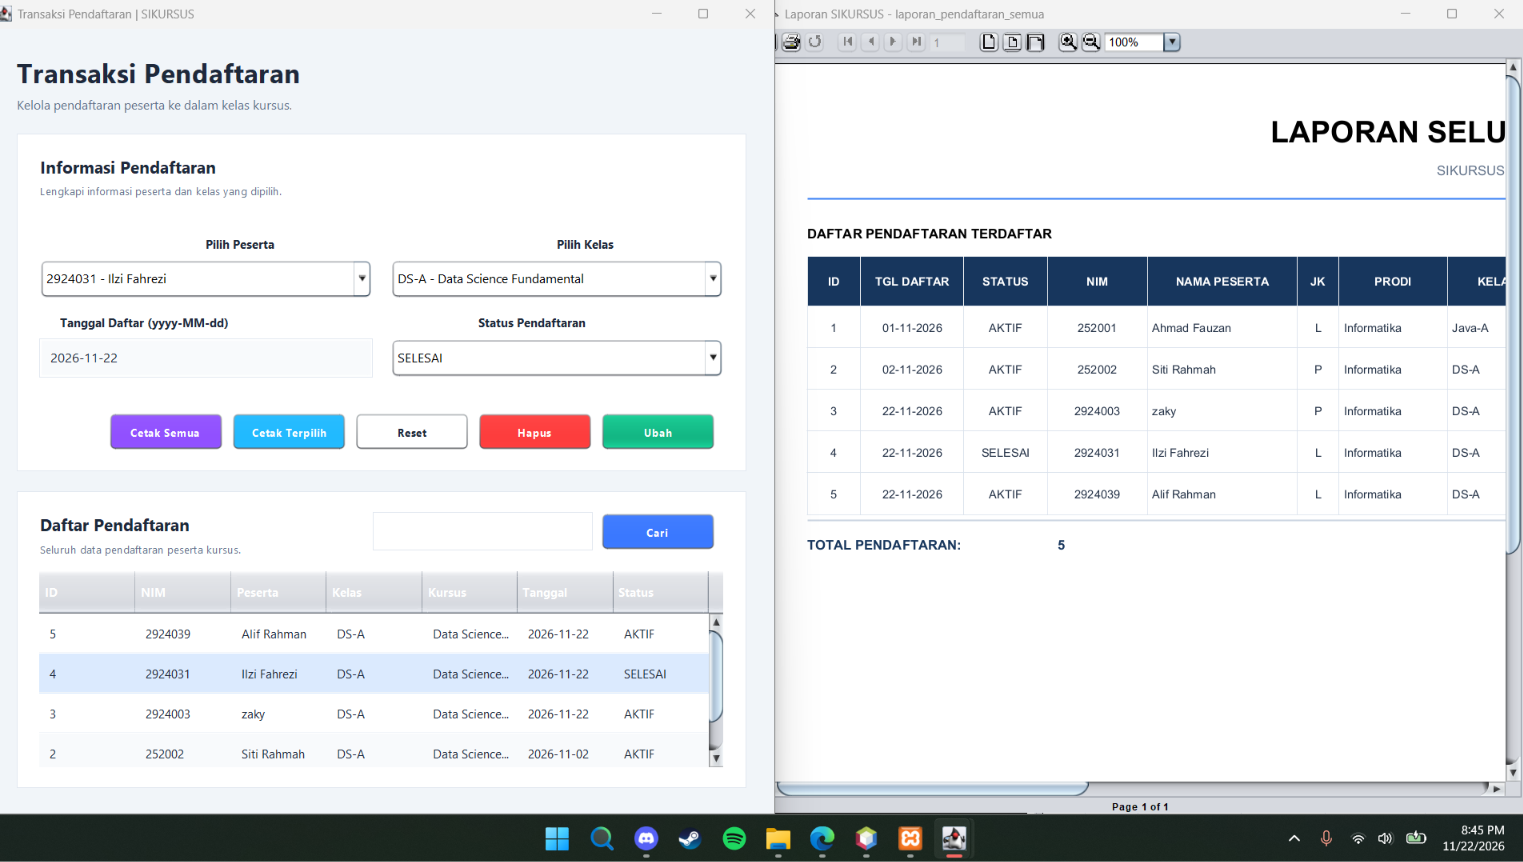 Transaksi Pendaftaran | SIKURSUS
Transaksi Pendaftaran
Kelola pendaftaran peserta ke dalam kelas kursus.
Informasi Pendaftaran
Lengkapi informasi peserta dan kelas yang dipilih.
Pilih Peserta Pilih Kelas
2924031 - Ilzi Fahrezi DS-A - Data Science Fundamental
Tanggal Daftar (yyyy-MM-dd) Status Pendaftaran
2026-11-22 SELESAI
Cetak Semua Cetak Terpilih Reset Hapus Ubah
Daftar Pendaftaran
Seluruh data pendaftaran peserta kursus.
Cari
ID NIM Peserta Kelas Kursus Tanggal Status
5 2924039 Alif Rahman DS-A Data Science... 2026-11-22 AKTIF
4 2924031 Ilzi Fahrezi DS-A Data Science... 2026-11-22 SELESAI
3 2924003 zaky DS-A Data Science... 2026-11-22 AKTIF
2 252002 Siti Rahmah DS-A Data Science... 2026-11-02 AKTIF
Laporan SIKURSUS - laporan_pendaftaran_semua
1 100%
LAPORAN SELU
SIKURSUS
DAFTAR PENDAFTARAN TERDAFTAR
ID TGL DAFTAR STATUS NIM NAMA PESERTA JK PRODI KELA
1 01-11-2026 AKTIF 252001 Ahmad Fauzan L Informatika Java-A
2 02-11-2026 AKTIF 252002 Siti Rahmah P Informatika DS-A
3 22-11-2026 AKTIF 2924003 zaky P Informatika DS-A
4 22-11-2026 SELESAI 2924031 Ilzi Fahrezi L Informatika DS-A
5 22-11-2026 AKTIF 2924039 Alif Rahman L Informatika DS-A
TOTAL PENDAFTARAN: 5
Page 1 of 1
8:45 PM
11/22/2026